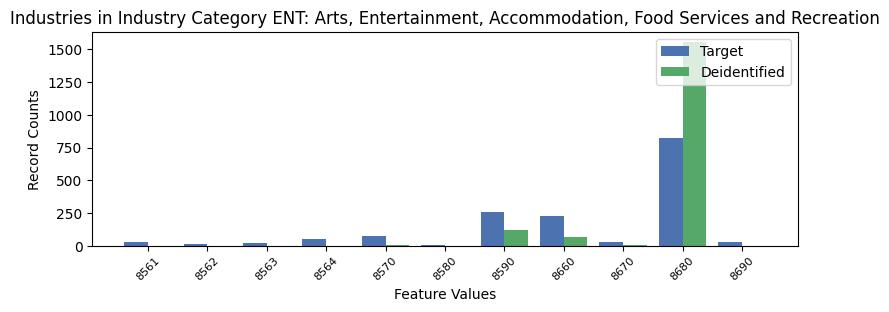 Industries in Industry Category ENT: Arts, Entertainment, Accommodation, Food Services and Recreation
Target
Deidentified
Record Counts
1500
1250
1000
750
500
250
0
8561 8562 8563 8564 8570 8580 8590 8660 8670 8680 8690
Feature Values